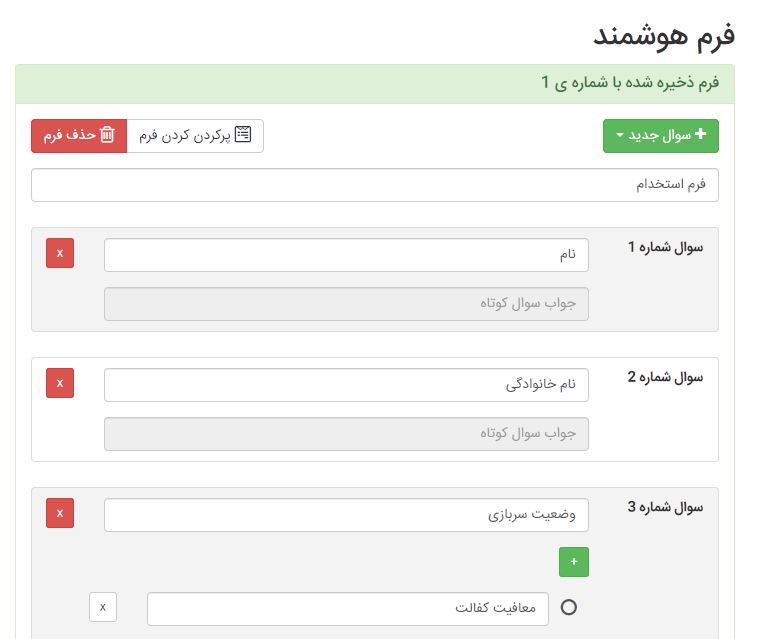 فرم هوشمند
فرم ذخیره شده با شماره ی 1
+ سوال جدید
پرکردن کردن فرم
حذف فرم
فرم استخدام
سوال شماره 1
نام
x
جواب سوال کوتاه
سوال شماره 2
نام خانوادگی
x
جواب سوال کوتاه
سوال شماره 3
وضعیت سربازی
x
+
معافیت کفالت
x